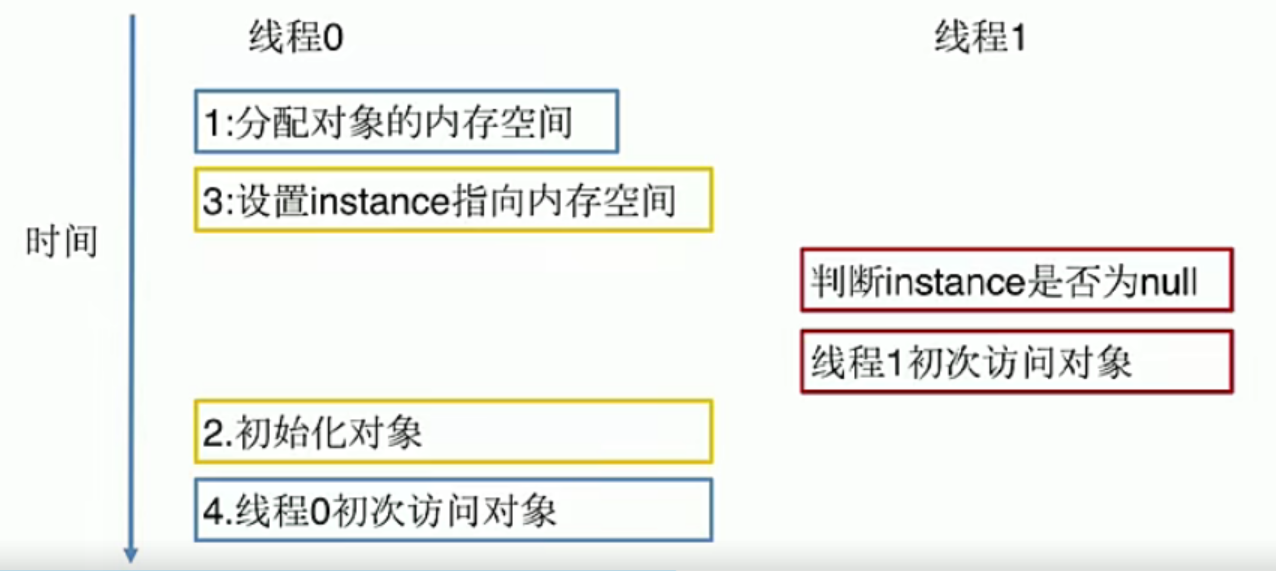 线程0
线程1
1:分配对象的内存空间
3:设置instance指向内存空间
时间
判断instance是否为null
线程1初次访问对象
2.初始化对象
4.线程0初次访问对象